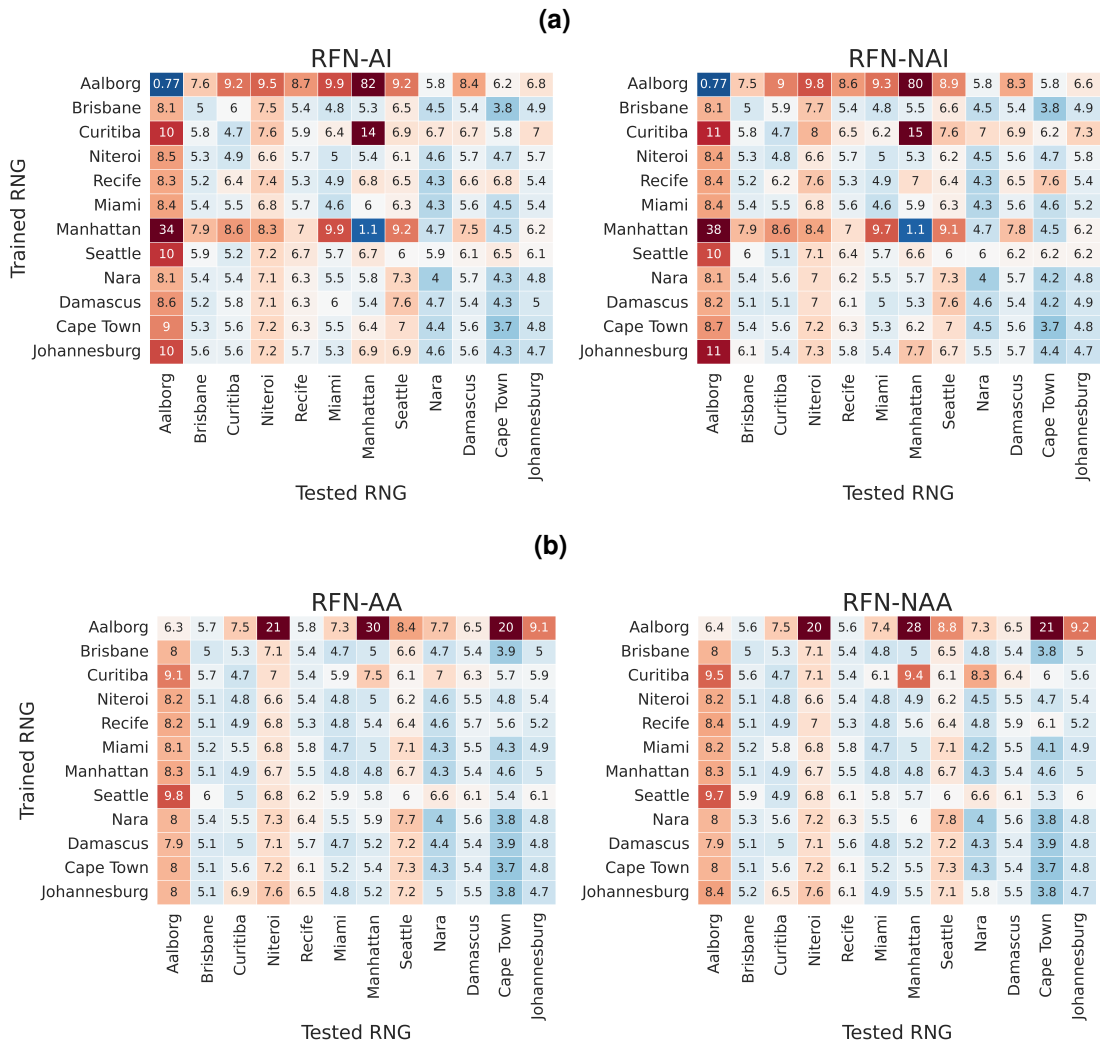 (a)
RFN-AI
Aalborg 0.77 7.6 9.2 9.5 8.7 9.9 82 9.2 5.8 8.4 6.2 6.8
Brisbane 8.1 5 6 7.5 5.4 4.8 5.3 6.5 4.5 5.4 3.8 4.9
Curitiba 10 5.8 4.7 7.6 5.9 6.4 14 6.9 6.7 6.7 5.8 7
Niteroi 8.5 5.3 4.9 6.6 5.7 5 5.4 6.1 4.6 5.7 4.7 5.7
Recife 8.3 5.2 6.4 7.4 5.3 4.9 6.8 6.5 4.3 6.6 6.8 5.4
Miami 8.4 5.4 5.5 6.8 5.7 4.6 6 6.3 4.3 5.6 4.5 5.4
Manhattan 34 7.9 8.6 8.3 7 9.9 1.1 9.2 4.7 7.5 4.5 6.2
Seattle 10 5.9 5.2 7.2 6.7 5.7 6.7 6 5.9 6.1 6.5 6.1
Nara 8.1 5.4 5.4 7.1 6.3 5.5 5.8 7.3 4 5.7 4.3 4.8
Damascus 8.6 5.2 5.8 7.1 6.3 6 5.4 7.6 4.7 5.4 4.3 5
Cape Town 9 5.3 5.6 7.2 6.3 5.5 6.4 7 4.4 5.6 3.7 4.8
Johannesburg 10 5.6 5.6 7.2 5.7 5.3 6.9 6.9 4.6 5.6 4.3 4.7
Trained RNG
Aalborg Brisbane Curitiba Niteroi Recife Miami Manhattan Seattle Nara Damascus Cape Town Johannesburg
Tested RNG
RFN-NAI
Aalborg 0.77 7.5 9 9.8 8.6 9.3 80 8.9 5.8 8.3 5.8 6.6
Brisbane 8.1 5 5.9 7.7 5.4 4.8 5.5 6.6 4.5 5.4 3.8 4.9
Curitiba 11 5.8 4.7 8 6.5 6.2 15 7.6 7 6.9 6.2 7.3
Niteroi 8.4 5.3 4.8 6.6 5.7 5 5.3 6.2 4.5 5.6 4.7 5.8
Recife 8.4 5.2 6.2 7.6 5.3 4.9 7 6.4 4.3 6.5 7.6 5.4
Miami 8.4 5.4 5.5 6.8 5.6 4.6 5.9 6.3 4.3 5.6 4.6 5.2
Manhattan 38 7.9 8.6 8.4 7 9.7 1.1 9.1 4.7 7.8 4.5 6.2
Seattle 10 6 5.1 7.1 6.4 5.7 6.6 6 6 6.2 6.2 6.2
Nara 8.1 5.4 5.6 7 6.2 5.5 5.7 7.3 4 5.7 4.2 4.8
Damascus 8.2 5.1 5.1 7 6.1 5 5.3 7.6 4.6 5.4 4.2 4.9
Cape Town 8.7 5.4 5.6 7.2 6.3 5.3 6.2 7 4.5 5.6 3.7 4.8
Johannesburg 11 6.1 5.4 7.3 5.8 5.4 7.7 6.7 5.5 5.7 4.4 4.7
Aalborg Brisbane Curitiba Niteroi Recife Miami Manhattan Seattle Nara Damascus Cape Town Johannesburg
Tested RNG
(b)
RFN-AA
Aalborg 6.3 5.7 7.5 21 5.8 7.3 30 8.4 7.7 6.5 20 9.1
Brisbane 8 5 5.3 7.1 5.4 4.7 5 6.6 4.7 5.4 3.9 5
Curitiba 9.1 5.7 4.7 7 5.4 5.9 7.5 6.1 7 6.3 5.7 5.9
Niteroi 8.2 5.1 4.8 6.6 5.4 4.8 5 6.2 4.6 5.5 4.8 5.4
Recife 8.2 5.1 4.9 6.8 5.3 4.8 5.4 6.4 4.6 5.7 5.6 5.2
Miami 8.1 5.2 5.5 6.8 5.8 4.7 5 7.1 4.3 5.5 4.3 4.9
Manhattan 8.3 5.1 4.9 6.7 5.5 4.8 4.8 6.7 4.3 5.4 4.6 5
Seattle 9.8 6 5 6.8 6.2 5.9 5.8 6 6.6 6.1 5.4 6.1
Nara 8 5.4 5.5 7.3 6.4 5.5 5.9 7.7 4 5.6 3.8 4.8
Damascus 7.9 5.1 5 7.1 5.7 4.7 5.2 7.2 4.4 5.4 3.9 4.8
Cape Town 8 5.1 5.6 7.2 6.1 5.2 5.4 7.3 4.3 5.4 3.7 4.8
Johannesburg 8 5.1 6.9 7.6 6.5 4.8 5.2 7.2 5 5.5 3.8 4.7
Trained RNG
Aalborg Brisbane Curitiba Niteroi Recife Miami Manhattan Seattle Nara Damascus Cape Town Johannesburg
Tested RNG
RFN-NAA
Aalborg 6.4 5.6 7.5 20 5.6 7.4 28 8.8 7.3 6.5 21 9.2
Brisbane 8 5 5.3 7.1 5.4 4.8 5 6.5 4.8 5.4 3.8 5
Curitiba 9.5 5.6 4.7 7.1 5.4 6.1 9.4 6.1 8.3 6.4 6 5.6
Niteroi 8.2 5.1 4.8 6.6 5.4 4.8 4.9 6.2 4.5 5.5 4.7 5.4
Recife 8.4 5.1 4.9 7 5.3 4.8 5.6 6.4 4.8 5.9 6.1 5.2
Miami 8.2 5.2 5.8 6.8 5.8 4.7 5 7.1 4.2 5.5 4.1 4.9
Manhattan 8.3 5.1 4.9 6.7 5.5 4.8 4.8 6.7 4.3 5.4 4.6 5
Seattle 9.7 5.9 4.9 6.8 6.1 5.8 5.7 6 6.6 6.1 5.3 6
Nara 8 5.3 5.6 7.2 6.3 5.5 6 7.8 4 5.6 3.8 4.8
Damascus 8 5.1 5 7.1 5.6 4.8 5.2 7.2 4.3 5.4 3.9 4.8
Cape Town 8 5.1 5.6 7.2 6.1 5.2 5.5 7.3 4.3 5.4 3.7 4.8
Johannesburg 8.4 5.2 6.5 7.6 6.1 4.9 5.5 7.1 5.8 5.5 3.8 4.7
Aalborg Brisbane Curitiba Niteroi Recife Miami Manhattan Seattle Nara Damascus Cape Town Johannesburg
Tested RNG